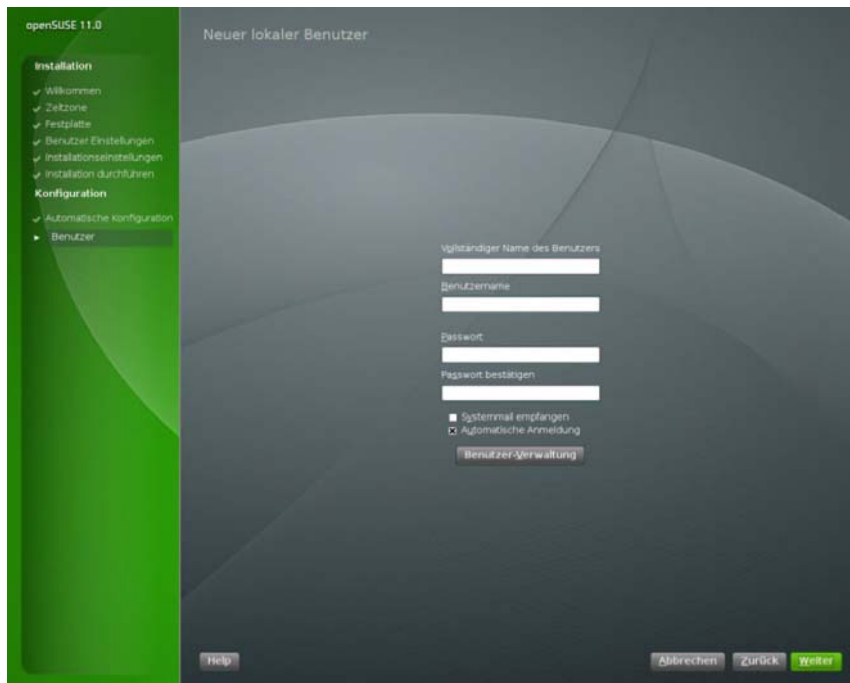 openSUSE 11.0
Installation
Willkommen
Zeitzone
Festplatte
Benutzer Einstellungen
Installationseinstellungen
Installation durchführen
Konfiguration
Automatische Konfiguration
Benutzer
Neuer lokaler Benutzer
Vollständiger Name des Benutzers
Benutzername
Passwort
Passwort bestätigen
Systemmail empfangen
Automatische Anmeldung
Benutzer-Verwaltung
Help
Abbrechen
Zurück
Weiter